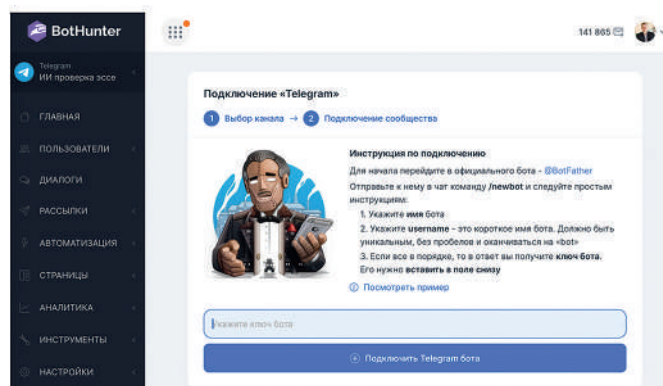 BotHunter
141 865
Telegram
ИИ проверка эссе
ГЛАВНАЯ
ПОЛЬЗОВАТЕЛИ
ДИАЛОГИ
РАССЫЛКИ
АВТОМАТИЗАЦИЯ
СТРАНИЦЫ
АНАЛИТИКА
ИНСТРУМЕНТЫ
НАСТРОЙКИ
Подключение «Telegram»
1 Выбор канала → 2 Подключение сообщества
Инструкция по подключению
Для начала перейдите в официального бота - @BotFather
Отправьте к нему в чат команду /newbot и следуйте простым
инструкциям:
1. Укажите имя бота
2. Укажите username - это короткое имя бота. Должно быть
уникальным, без пробелов и оканчиваться на «bot»
3. Если все в порядке, то в ответ вы получите ключ бота.
Его нужно вставить в поле снизу
Посмотреть пример
Укажите ключ бота
Подключить Telegram бота